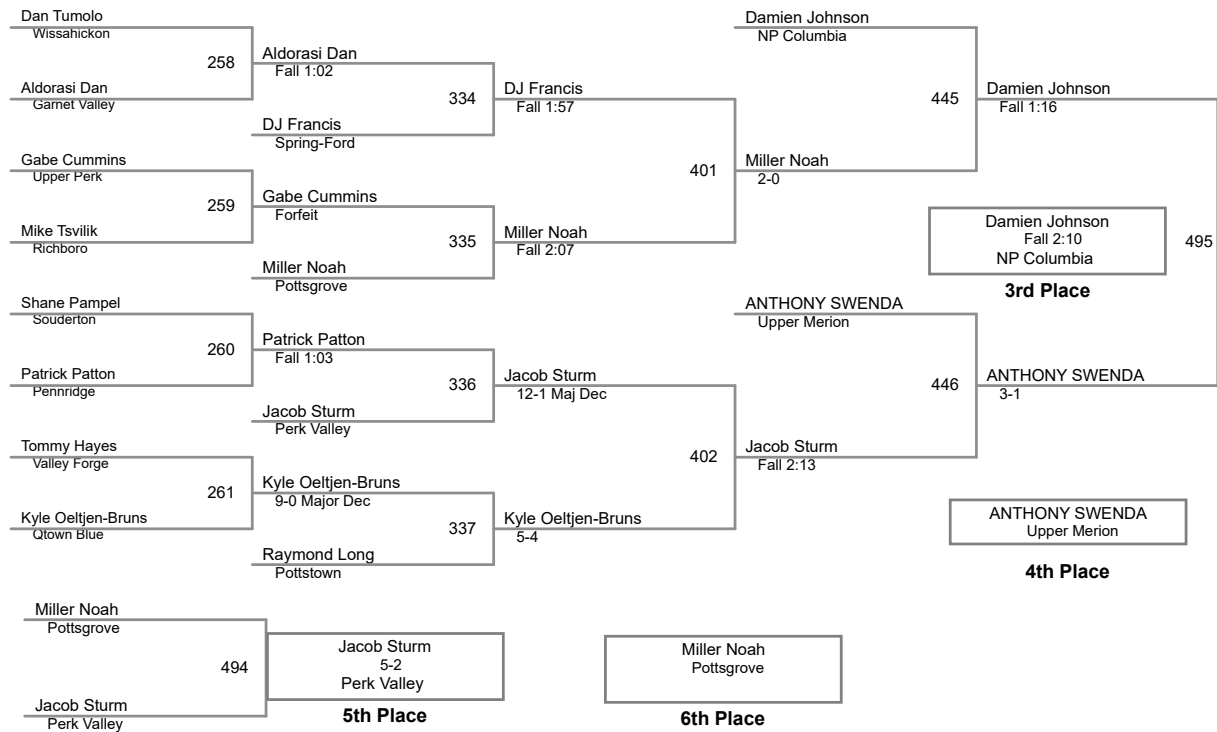 Dan Tumolo
Wissahickon
258
Aldorasi Dan
Garnet Valley
Gabe Cummins
Upper Perk
259
Mike Tsvilik
Richboro
Shane Pampel
Souderton
260
Patrick Patton
Pennridge
Tommy Hayes
Valley Forge
261
Kyle Oeltjen-Bruns
Qtown Blue
Aldorasi Dan
Fall 1:02
334
DJ Francis
Spring-Ford
Gabe Cummins
Forfeit
335
Miller Noah
Pottsgrove
Patrick Patton
Fall 1:03
336
Jacob Sturm
Perk Valley
Kyle Oeltjen-Bruns
9-0 Major Dec
337
Raymond Long
Pottstown
DJ Francis
Fall 1:57
401
Miller Noah
Fall 2:07
Jacob Sturm
12-1 Maj Dec
402
Kyle Oeltjen-Bruns
5-4
Damien Johnson
NP Columbia
445
Miller Noah
2-0
ANTHONY SWENDA
Upper Merion
446
Jacob Sturm
Fall 2:13
Damien Johnson
Fall 1:16
495
ANTHONY SWENDA
3-1
Damien Johnson
Fall 2:10
NP Columbia
3rd Place
ANTHONY SWENDA
Upper Merion
4th Place
Miller Noah
Pottsgrove
494
Jacob Sturm
Perk Valley
Jacob Sturm
5-2
Perk Valley
5th Place
Miller Noah
Pottsgrove
6th Place